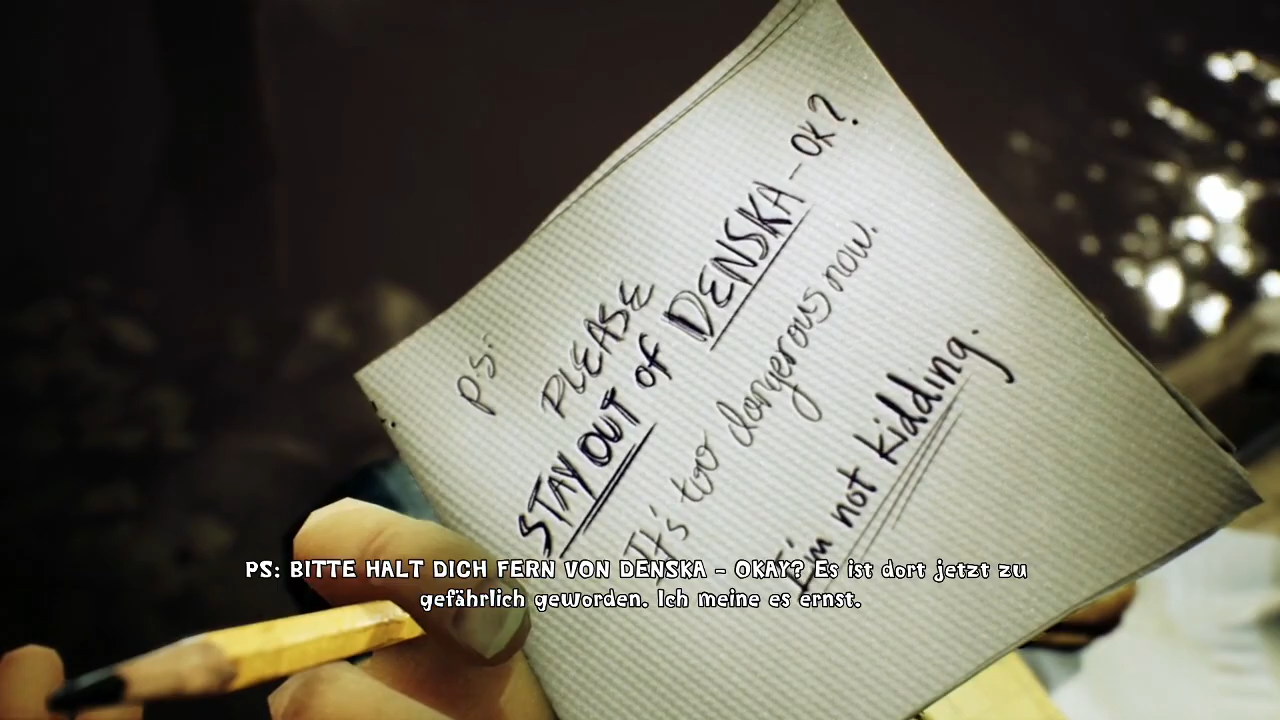 PS:
PLEASE
STAY OUT of DENSKA - OK?
It's too dangerous now.
I'm not kidding.
PS: BITTE HALT DICH FERN VON DENSKA - OKAY? Es ist dort jetzt zu
gefährlich geworden. Ich meine es ernst.